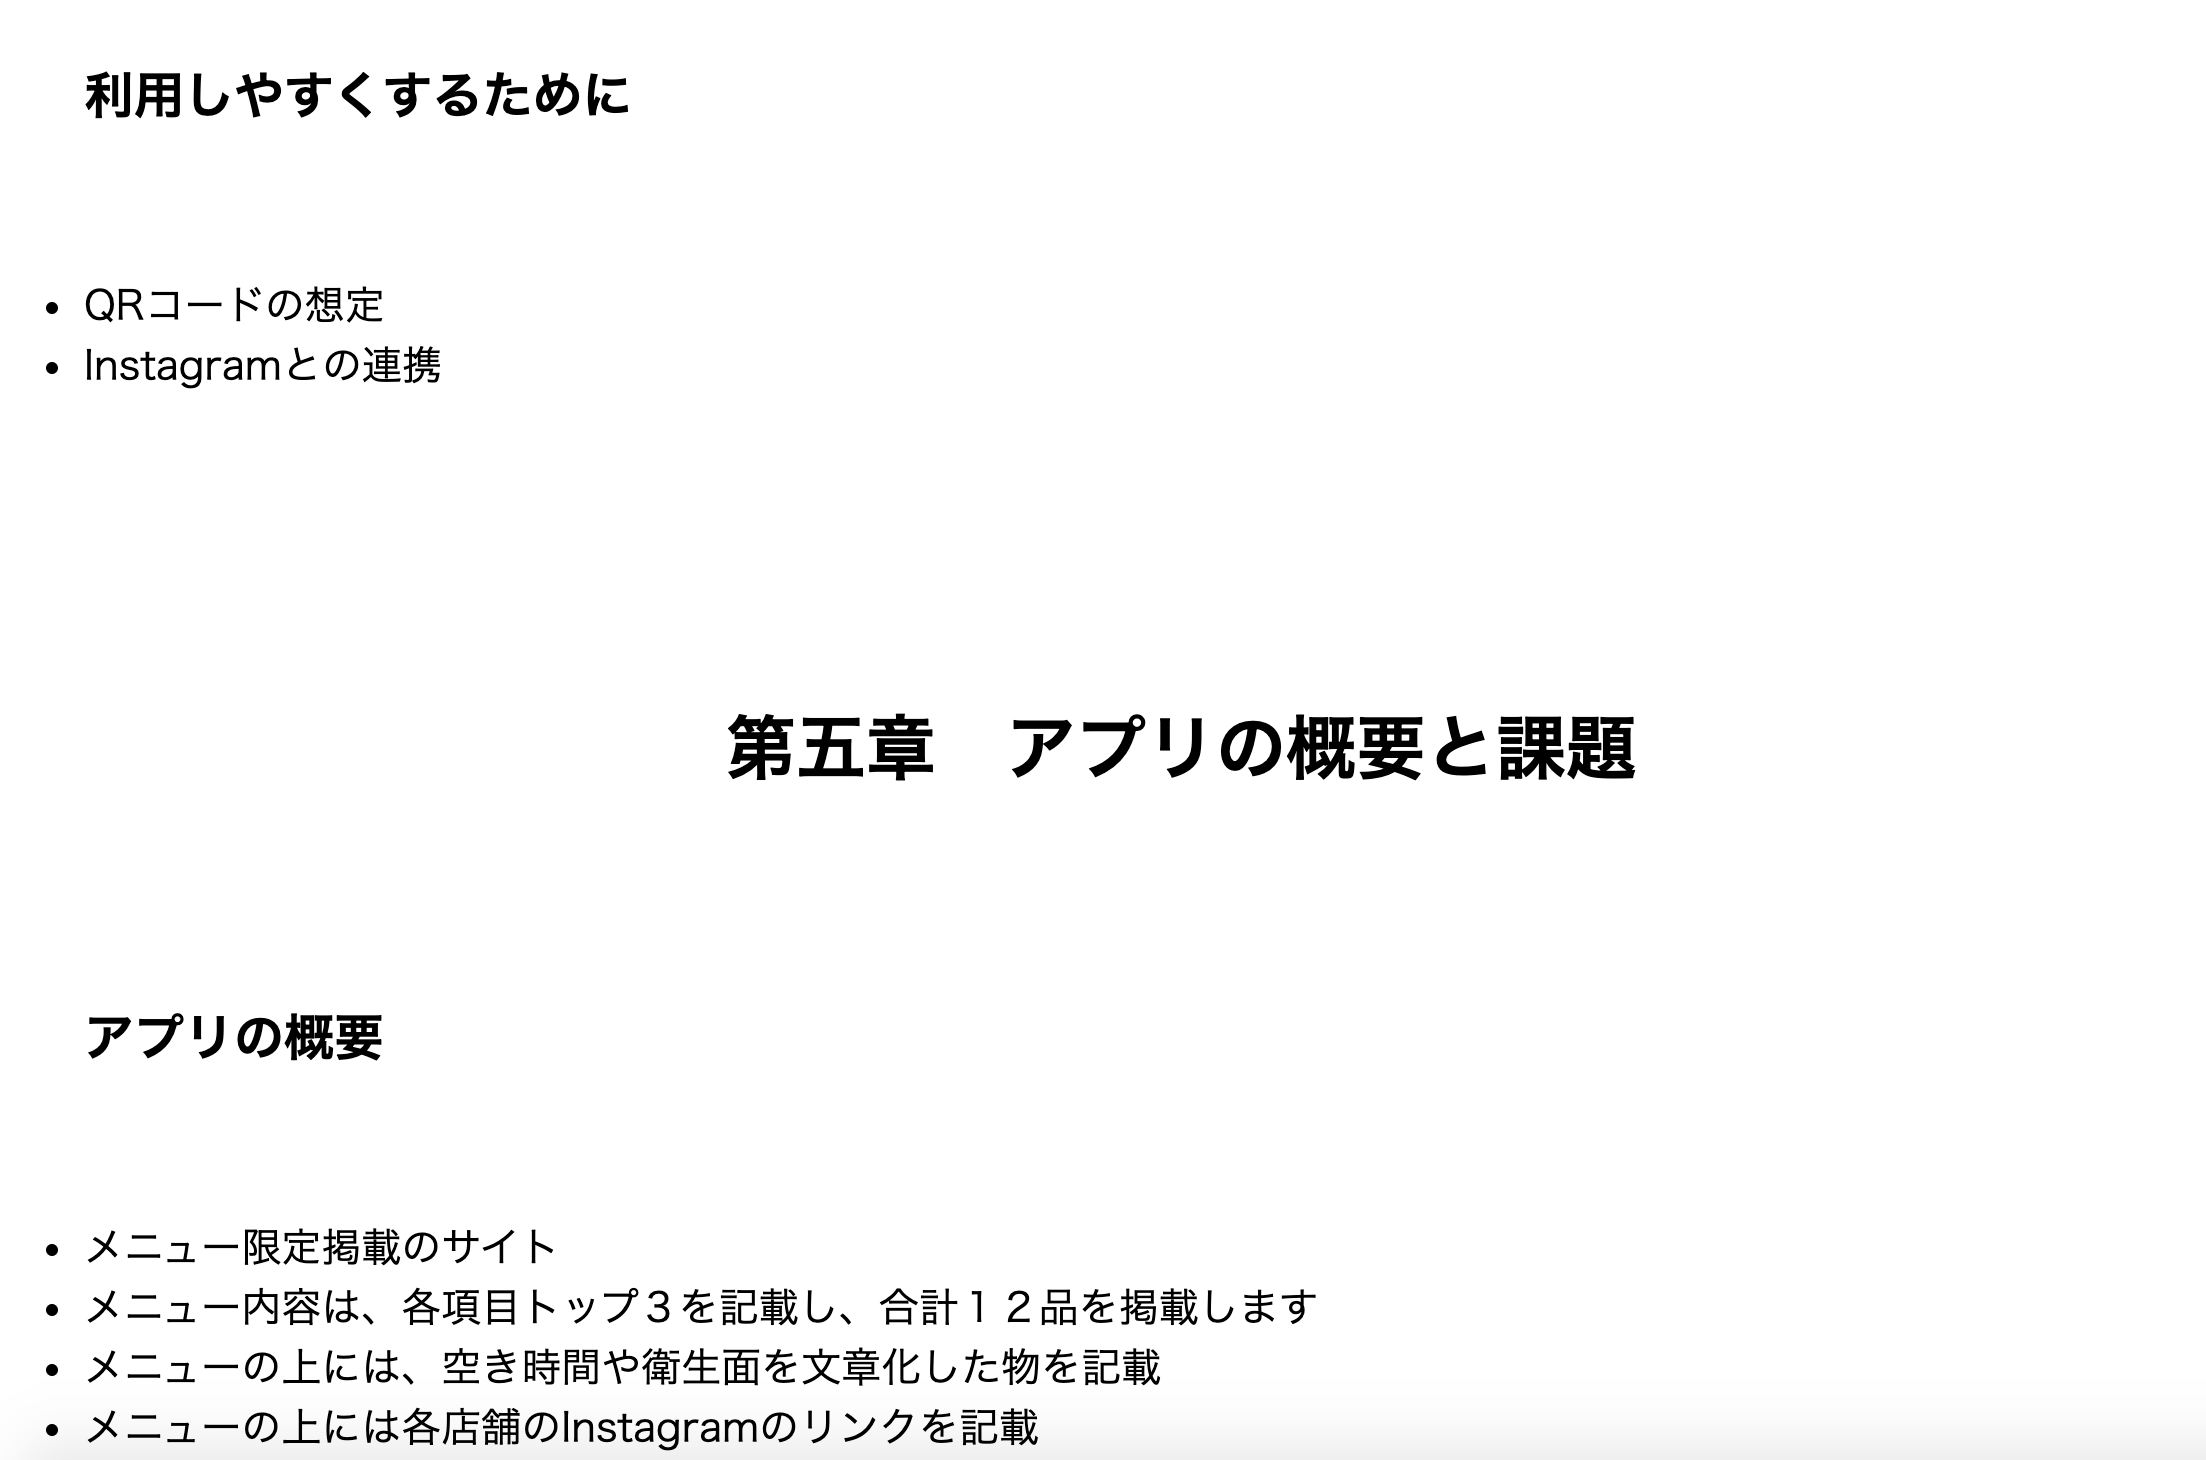 利用しやすくするために
• QRコードの想定
• Instagramとの連携
第五章　アプリの概要と課題
アプリの概要
• メニュー限定掲載のサイト
• メニュー内容は、各項目トップ３を記載し、合計１２品を掲載します
• メニューの上には、空き時間や衛生面を文章化した物を記載
• メニューの上には各店舗のInstagramのリンクを記載